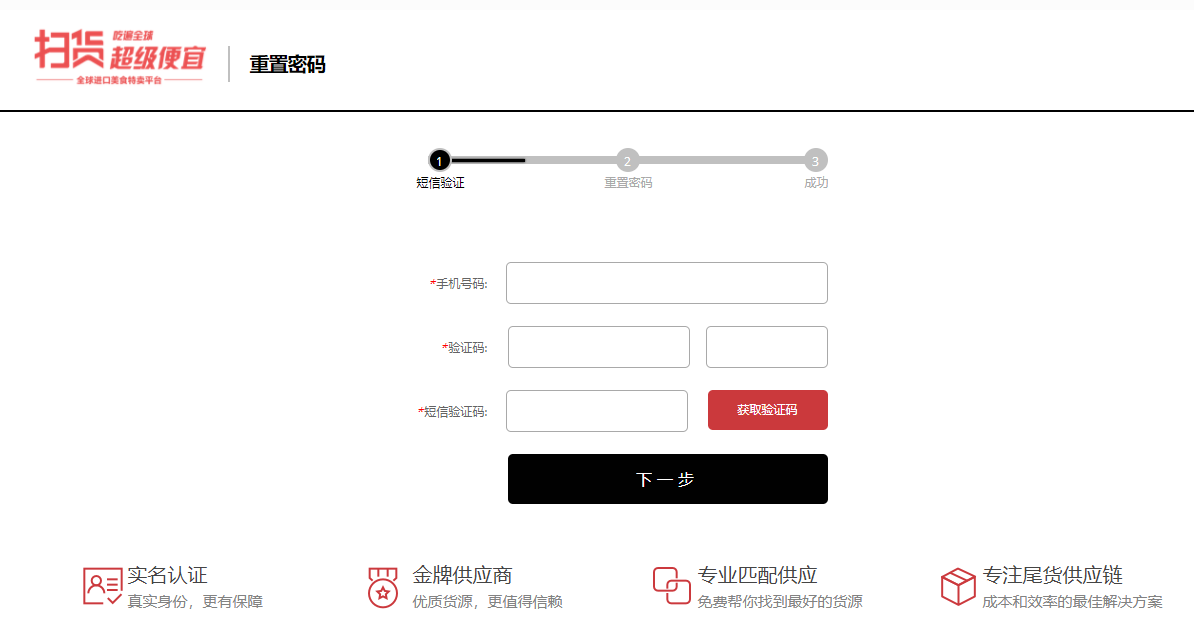 扫货
吃遍全球
超级便宜
全球进口美食特卖平台
重置密码
1
2
3
短信验证
重置密码
成功
*手机号码:
*验证码:
*短信验证码:
获取验证码
下一步
实名认证
真实身份，更有保障
金牌供应商
优质货源，更值得信赖
专业匹配供应
免费帮你找到最好的货源
专注尾货供应链
成本和效率的最佳解决方案